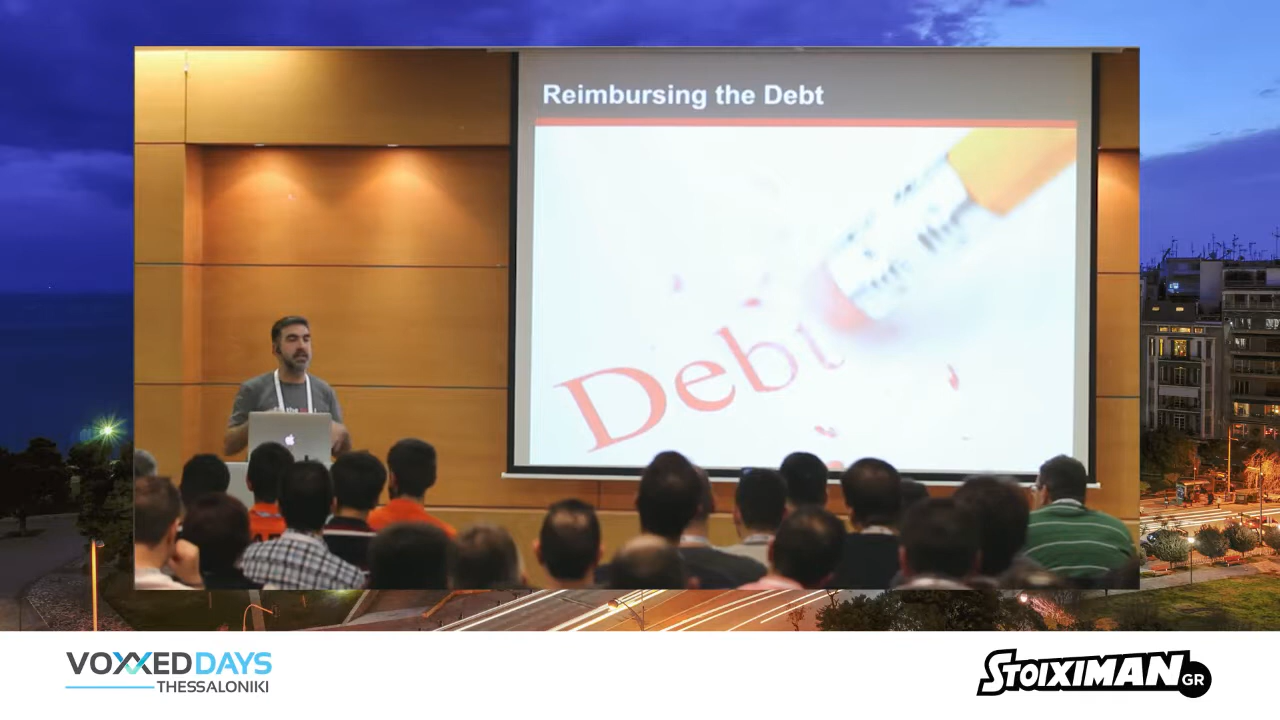 Reimbursing the Debt
Debt
VOXXED DAYS
THESSALONIKI
STOIXIMAN GR